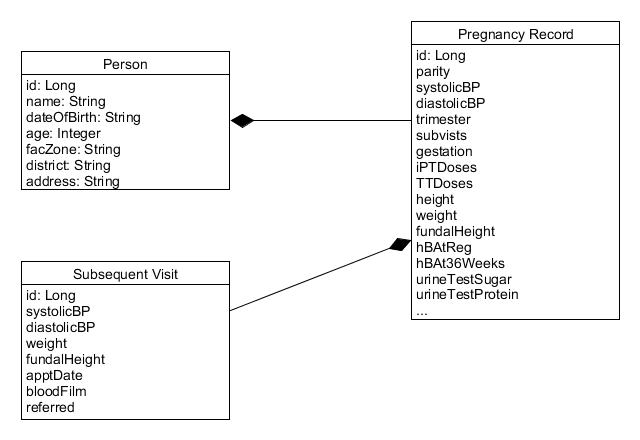 Person
id: Long
name: String
dateOfBirth: String
age: Integer
facZone: String
district: String
address: String
Pregnancy Record
id: Long
parity
systolicBP
diastolicBP
trimester
subvists
gestation
iPTDoses
TTDoses
height
weight
fundalHeight
hBAtReg
hBAt36Weeks
urineTestSugar
urineTestProtein
...
Subsequent Visit
id: Long
systolicBP
diastolicBP
weight
fundalHeight
apptDate
bloodFilm
referred